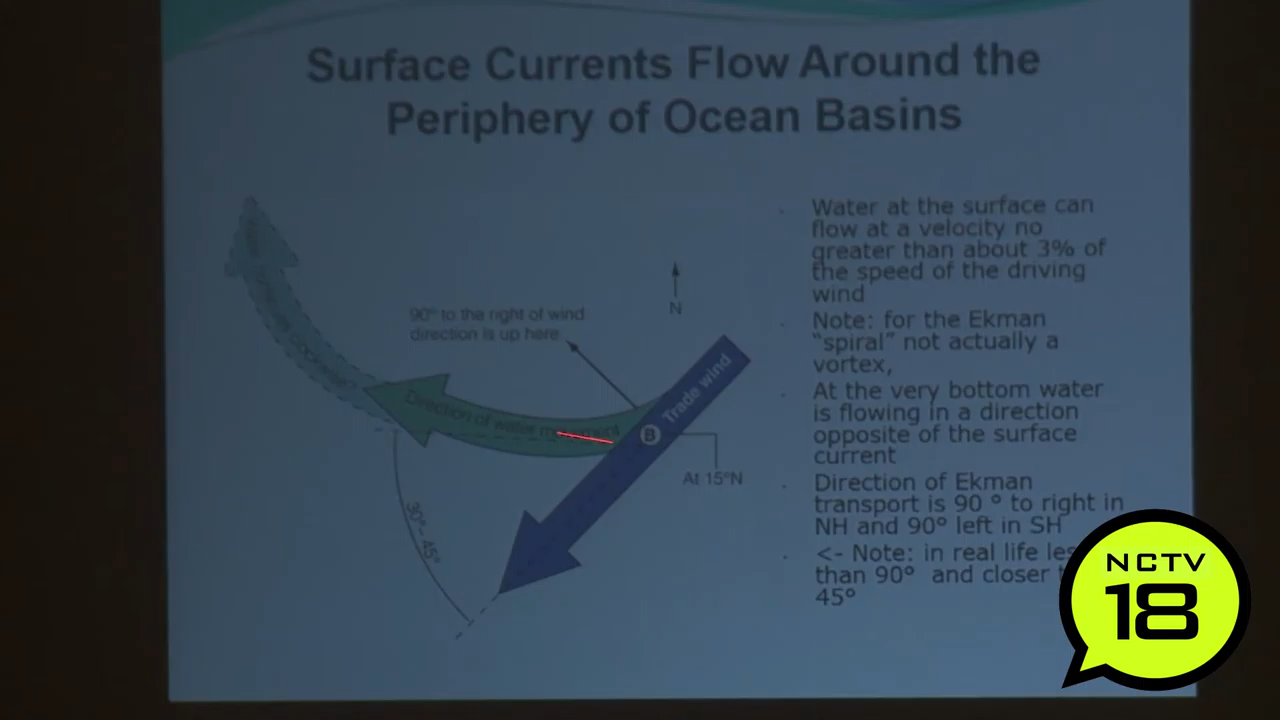 Surface Currents Flow Around the
Periphery of Ocean Basins
90° to the right of wind
direction is up here
N
Trade wind
B
Direction of water movement
At 15°N
30°-45°
Water at the surface can
flow at a velocity no
greater than about 3% of
the speed of the driving
wind
Note: for the Ekman
“spiral” not actually a
vortex,
At the very bottom water
is flowing in a direction
opposite of the surface
current
Direction of Ekman
transport is 90 ° to right in
NH and 90° left in SH
<- Note: in real life
than 90° and closer
45°
NCTV
18